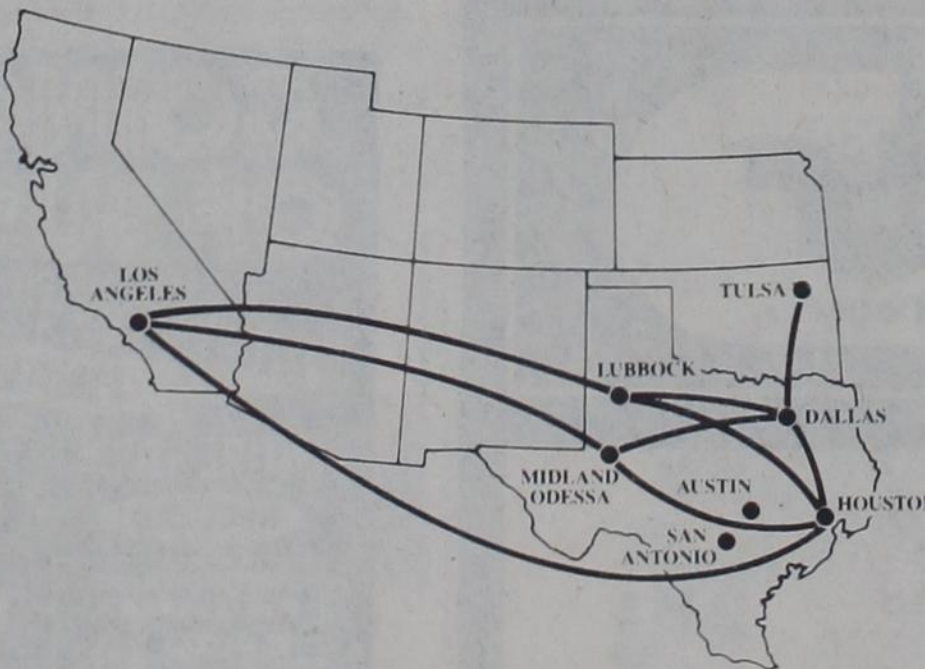 LOS
ANGELES
TULSA
LUBBOCK
DALLAS
MIDLAND
ODESSA
AUSTIN
HOUSTON
SAN
ANTONIO